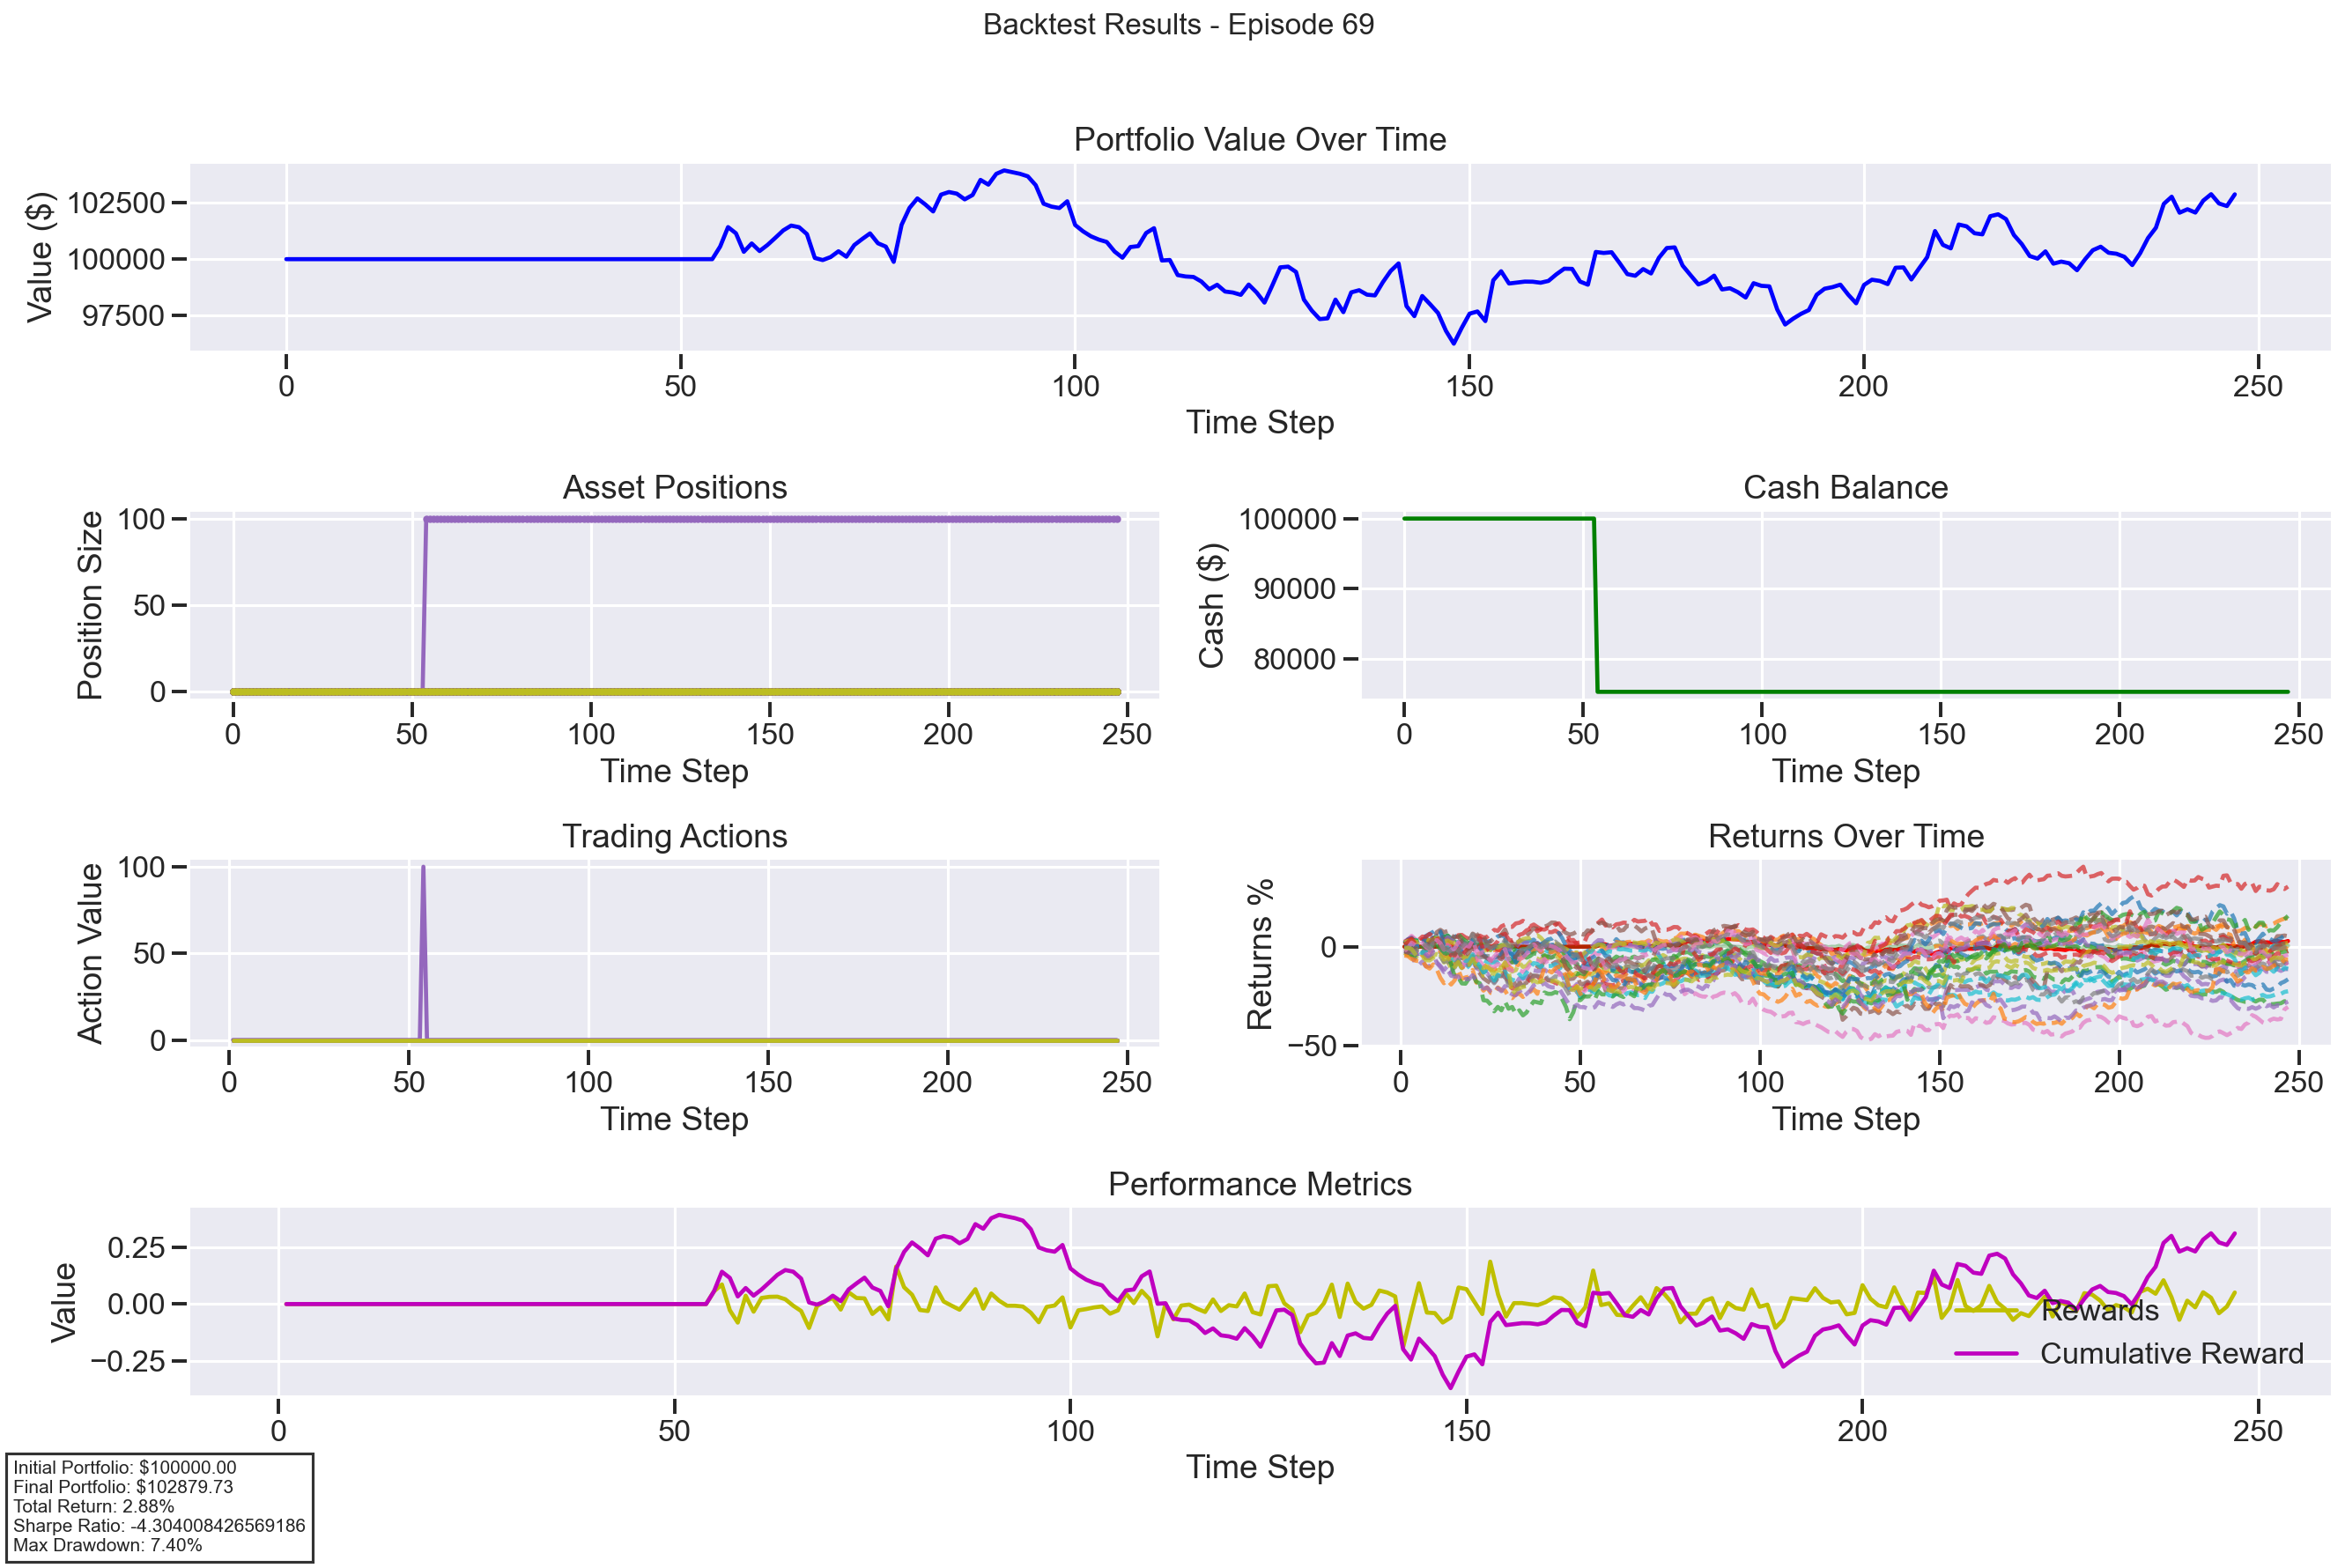 Backtest Results - Episode 69
Portfolio Value Over Time
Value ($)
102500
100000
97500
0 50 100 150 200 250
Time Step
Asset Positions
Position Size
100
50
0
0 50 100 150 200 250
Time Step
Cash Balance
Cash ($)
100000
90000
80000
0 50 100 150 200 250
Time Step
Trading Actions
Action Value
100
50
0
0 50 100 150 200 250
Time Step
Returns Over Time
Returns %
0
−50
0 50 100 150 200 250
Time Step
Performance Metrics
Value
0.25
0.00
−0.25
Rewards
Cumulative Reward
0 50 100 150 200 250
Time Step
Initial Portfolio: $100000.00
Final Portfolio: $102879.73
Total Return: 2.88%
Sharpe Ratio: -4.304008426569186
Max Drawdown: 7.40%